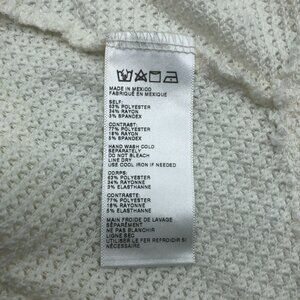 MADE IN MEXICO
FABRIQUÉ EN MEXIQUE
SELF:
63% POLYESTER
34% RAYON
3% SPANDEX
CONTRAST:
77% POLYESTER
18% RAYON
5% SPANDEX
HAND WASH COLD
SEPARATELY
DO NOT BLEACH
LINE DRY
USE COOL IRON IF NEEDED
CORPS:
63% POLYESTER
34% RAYONNE
3% ELASTHANNE
CONTRASTE:
77% POLYESTER
18% RAYONNE
5% ELASTHANNE
MAIN FROIDE DE LAVAGE
SÉPARÉMENT
NE PAS BLANCHIR
LIGNE SEC
UTILISER LE FER REFROIDI SI
NÉCESSAIRE